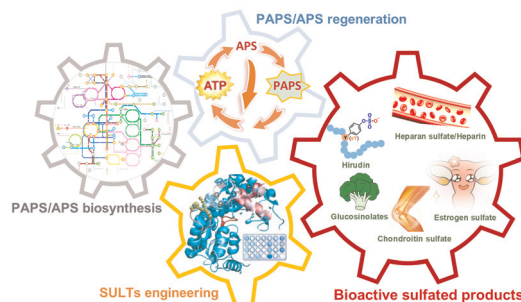 PAPS/APS regeneration
APS
ATP
PAPS
Heparan sulfate/Heparin
Hirudin
PAPS/APS biosynthesis
Glucosinolates
Estrogen sulfate
Chondroitin sulfate
SULTs engineering
Bioactive sulfated products